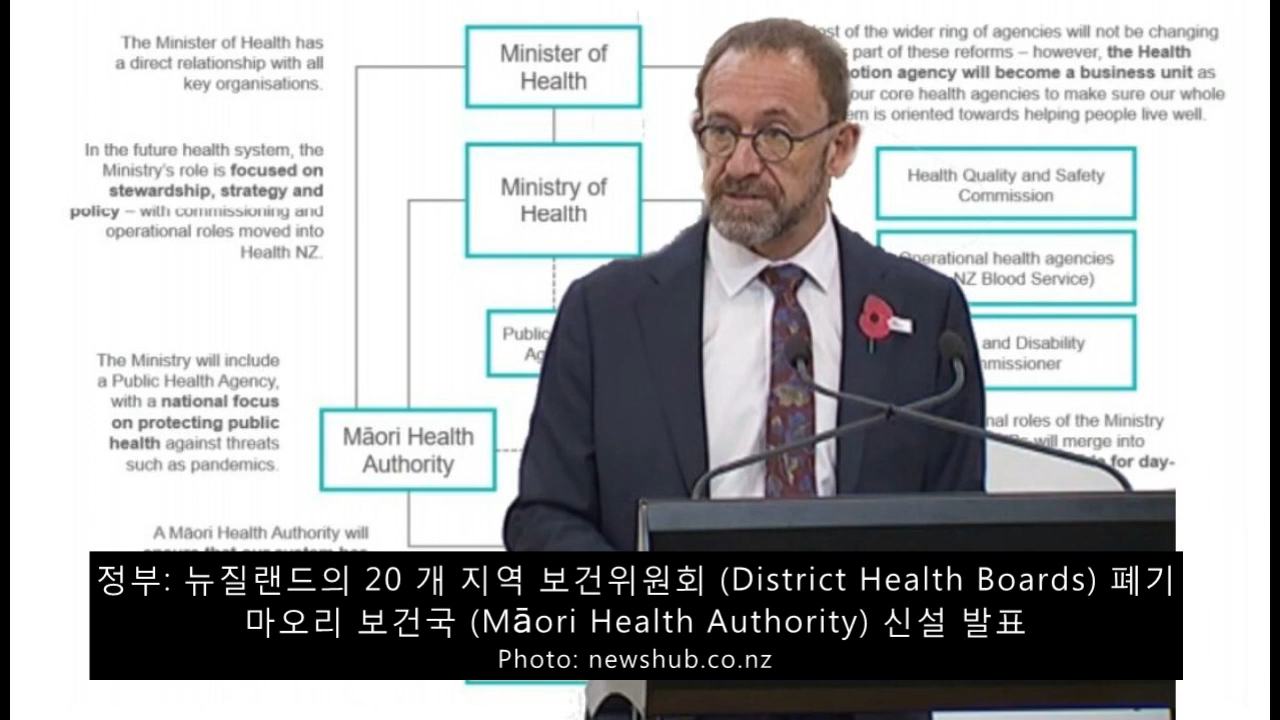 The Minister of Health has
a direct relationship with all
key organisations.
In the future health system, the
Ministry's role is focused on
stewardship, strategy and
policy – with commissioning and
operational roles moved into
Health NZ.
The Ministry will include
a Public Health Agency,
with a national focus
on protecting public
health against threats
such as pandemics.
A Māori Health Authority will
Minister of
Health
Ministry of
Health
Public
Māori Health
Authority
of the wider ring of agencies will not be changing
part of these reforms – however, the Health
agency will become a business unit as
our core health agencies to make sure our whole
is oriented towards helping people live well.
Health Quality and Safety
Commission
Operational health agencies
NZ Blood Service)
and Disability
roles of the Ministry
will merge into
for day-
정부: 뉴질랜드의 20 개 지역 보건위원회 (District Health Boards) 폐기
마오리 보건국 (Māori Health Authority) 신설 발표
Photo: newshub.co.nz